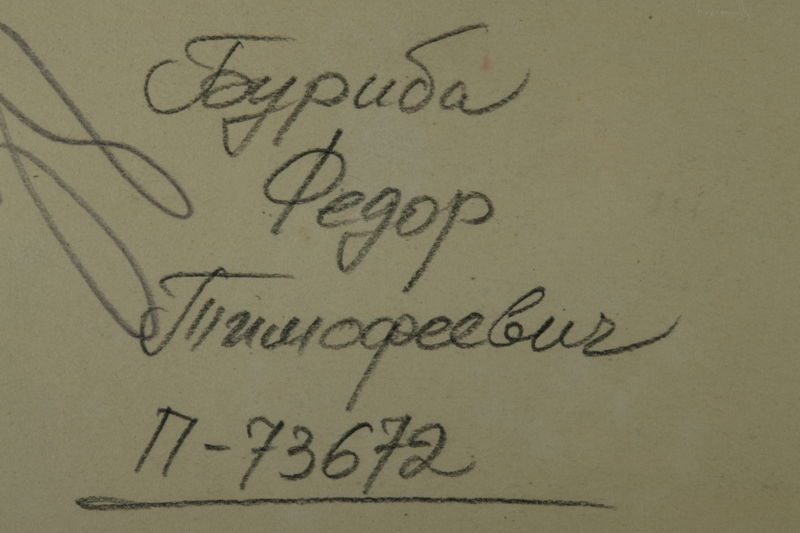 Буриба
Федор
Тимофеевич
П-73672